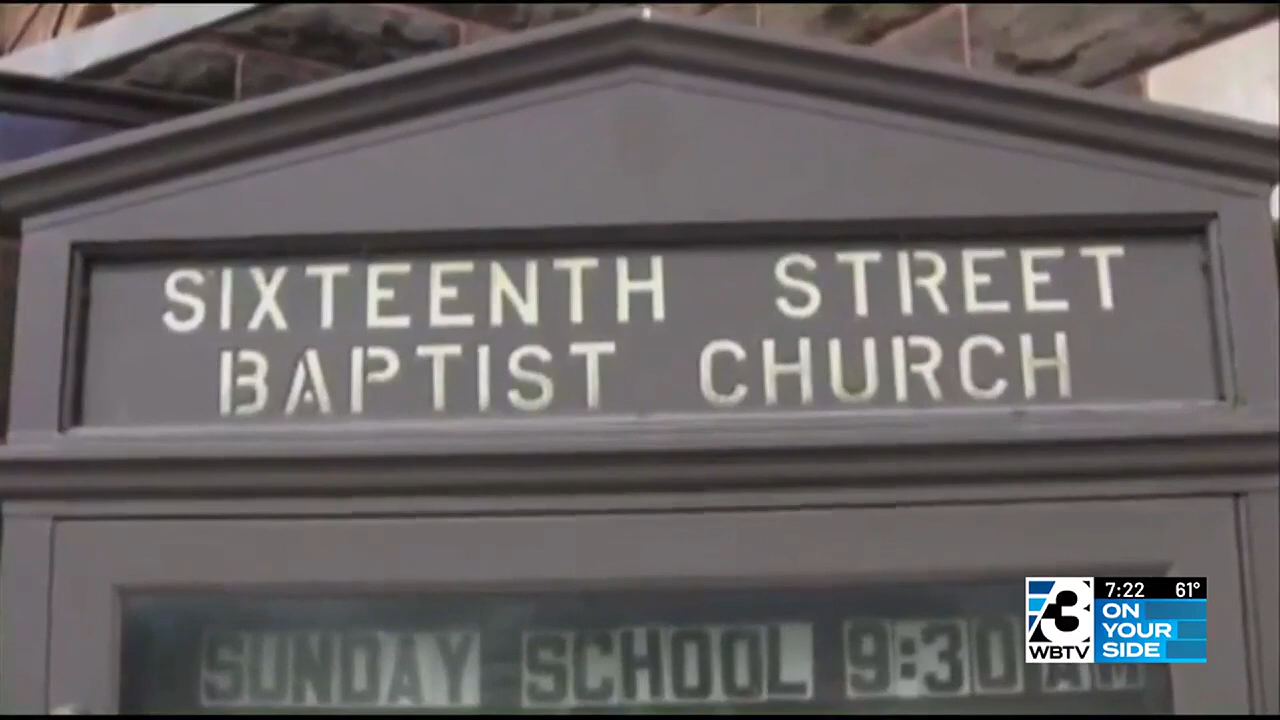 SIXTEENTH STREET
BAPTIST CHURCH
SUNDAY SCHOOL 9:30 AM
3
WBTV
7:22 61°
ON
YOUR
SIDE